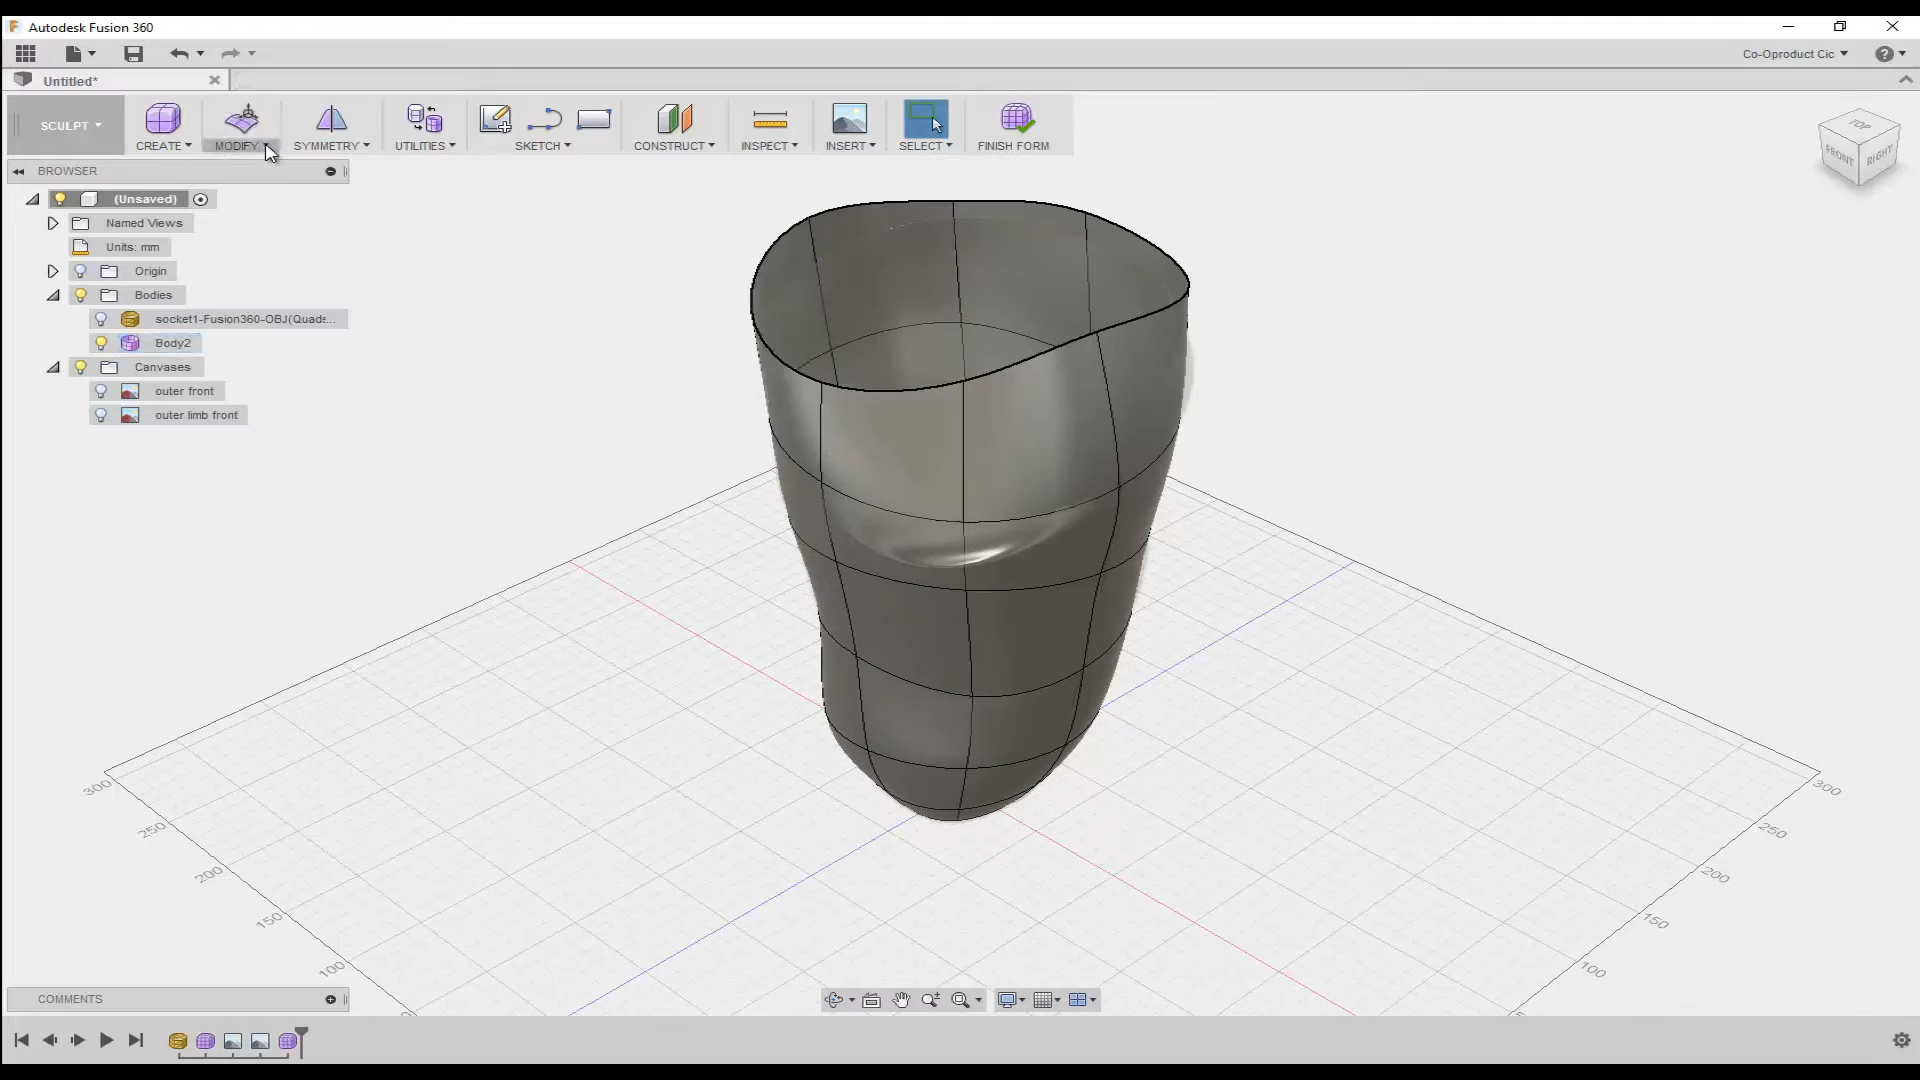 Autodesk Fusion 360
Co-Oproduct Cic
Untitled*
SCULPT
CREATE
MODIFY
SYMMETRY
UTILITIES
SKETCH
CONSTRUCT
INSPECT
INSERT
SELECT
FINISH FORM
TOP
FRONT
RIGHT
BROWSER
(Unsaved)
Named Views
Units: mm
Origin
Bodies
socket1-Fusion360-OBJ(Quads...
Body2
Canvases
outer front
outer limb front
300
250
200
150
100
300
250
200
150
100
COMMENTS